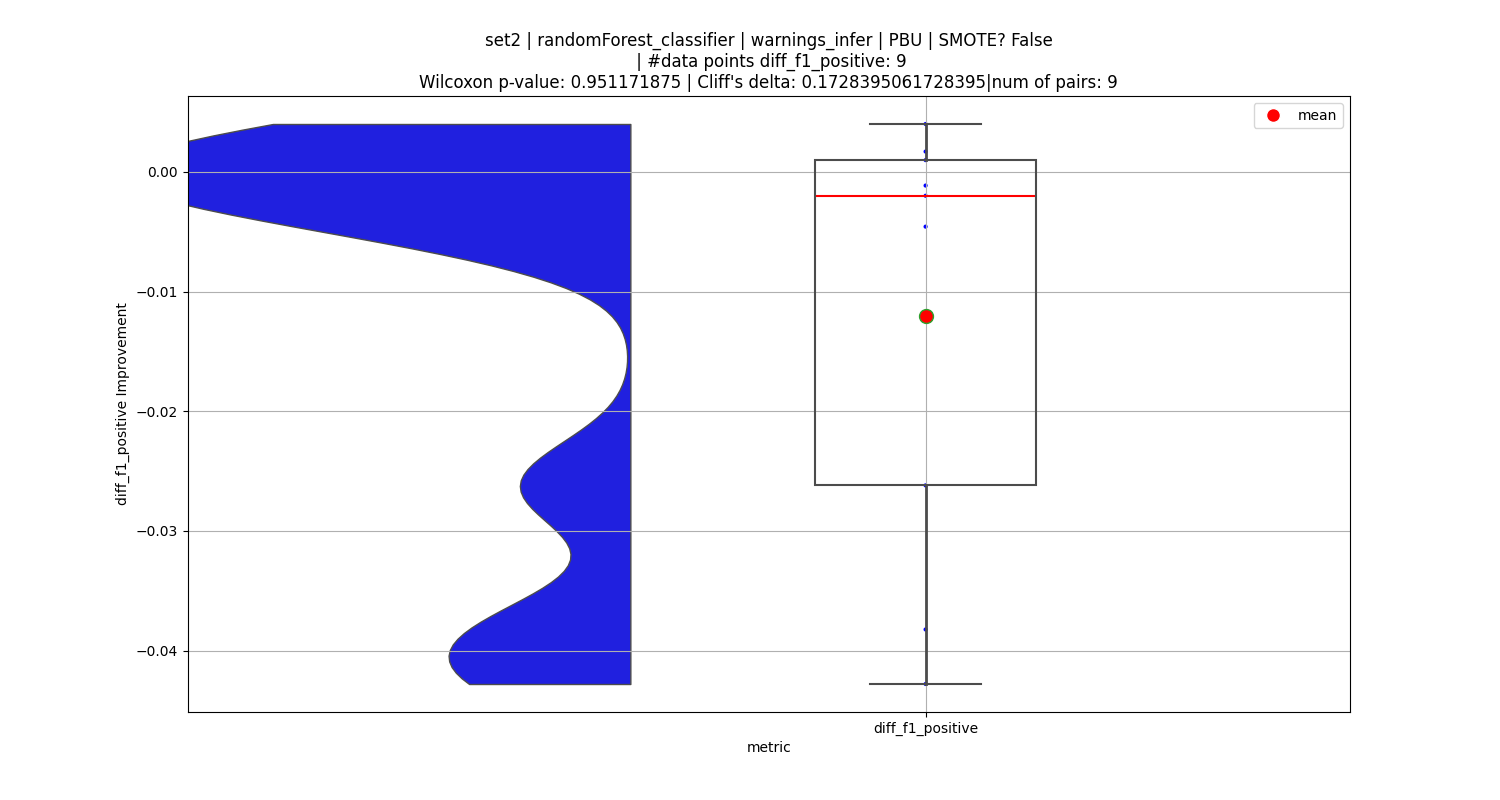 set2 | randomForest_classifier | warnings_infer | PBU | SMOTE? False
| #data points diff_f1_positive: 9
Wilcoxon p-value: 0.951171875 | Cliff's delta: 0.1728395061728395|num of pairs: 9
mean
0.00
−0.01
−0.02
−0.03
−0.04
diff_f1_positive Improvement
diff_f1_positive
metric